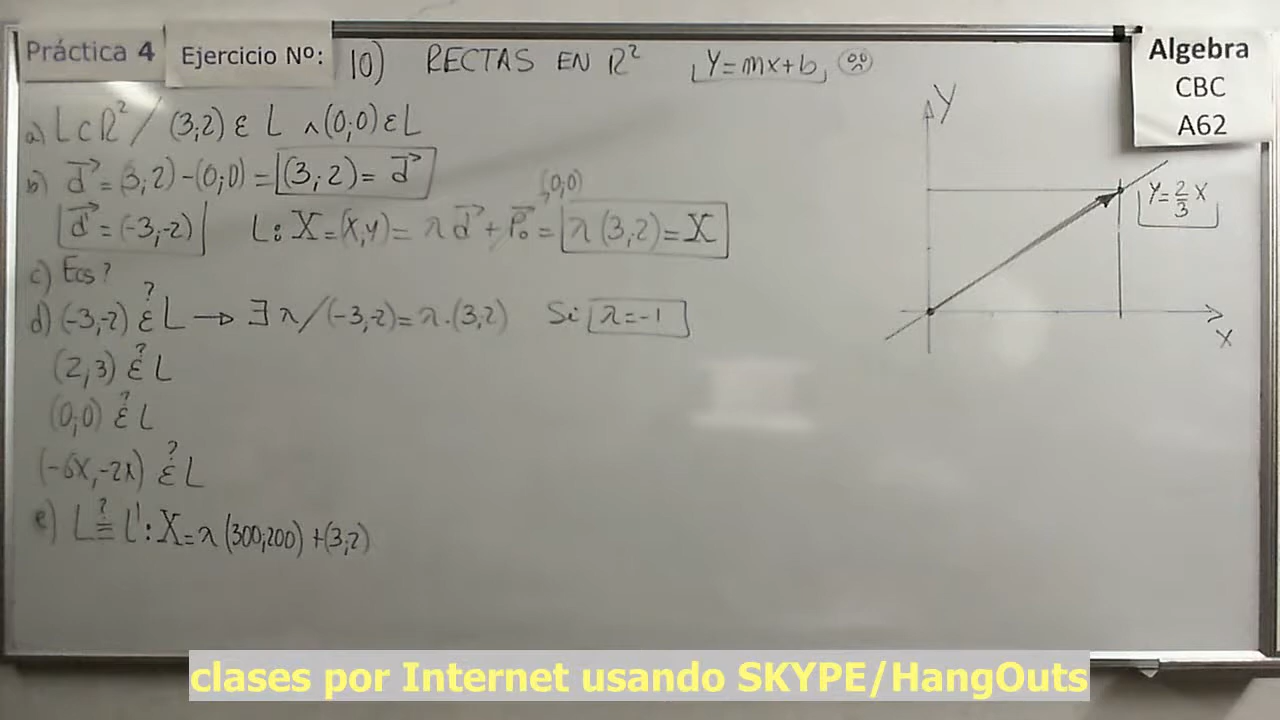 Práctica 4 Ejercicio Nº: 10) RECTAS EN R² Y=mx+b
Algebra
CBC
A62
a) L⊂R² / (3,2) ε L ∧ (0;0) ε L
b) d⃗ = (3;2)-(0;0) = (3;2) = d⃗
(0;0)
d⃗ = (-3,-2) L: X=(x,y)= λ d⃗ + P⃗₀ = λ(3,2)=X
c) Ecs?
?
d) (-3,-2) ε L → ∃ λ / (-3,-2)= λ.(3,2) Si λ=-1
?
(2,3) ε L
?
(0;0) ε L
?
(-6x,-2x) ε L
?
e) L ≡ L': X=λ(300,200)+(3,2)
Y
Y=2/3 X
X
clases por Internet usando SKYPE/HangOuts